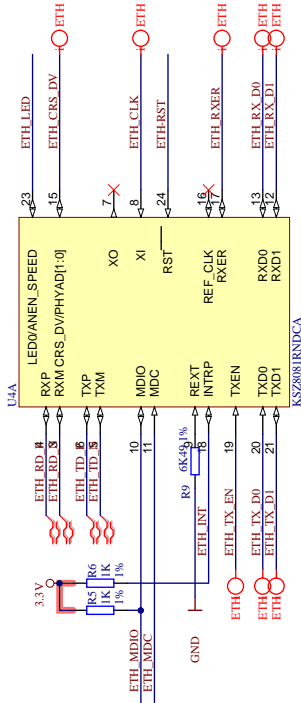 U4A
KSZ8081RNDCA
LED0/ANEN_SPEED
CRS_DV/PHYAD[1:0]
XO
XI
RST
REF_CLK
RXER
RXD0
RXD1
RXP
RXM
TXP
TXM
MDIO
MDC
REXT
INTRP
TXEN
TXD0
TXD1
23
15
7
8
24
16
17
13
12
10
11
9
18
19
20
21
ETH_LED
ETH_CRS_DV
ETH_CLK
ETH-RST
ETH_RXER
ETH_RX_D0
ETH_RX_D1
ETH
ETH
ETH
ETH
ETH
ETH_RD_
ETH_RD_
ETH_TD_
ETH_TD_
ETH_MDIO
ETH_MDC
ETH_INT
ETH_TX_EN
ETH_TX_D0
ETH_TX_D1
ETH
ETH
ETH
3.3V
R5
1K
1%
R6
1K
1%
R9
6K49
1%
GND